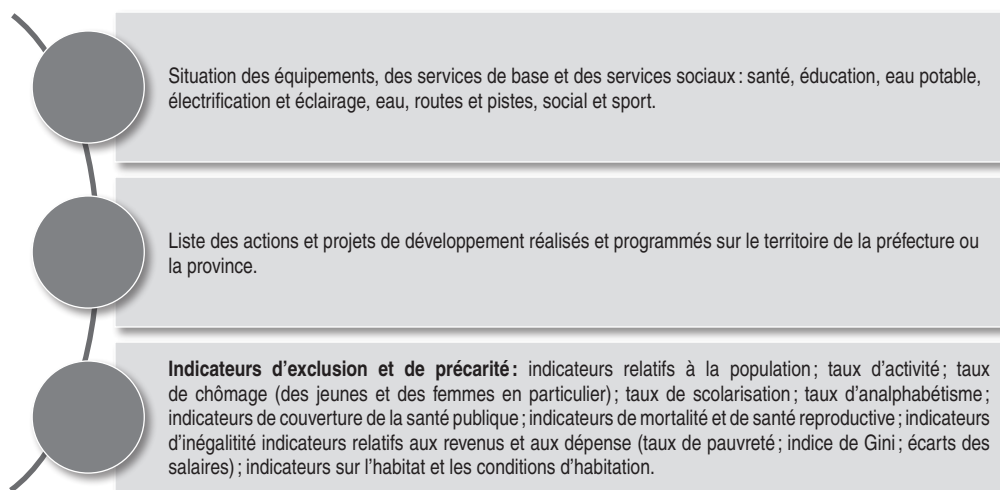 Situation des équipements, des services de base et des services sociaux : santé, éducation, eau potable,
électrification et éclairage, eau, routes et pistes, social et sport.
Liste des actions et projets de développement réalisés et programmés sur le territoire de la préfecture ou
la province.
Indicateurs d’exclusion et de précarité : indicateurs relatifs à la population ; taux d’activité ; taux
de chômage (des jeunes et des femmes en particulier) ; taux de scolarisation ; taux d’analphabétisme ;
indicateurs de couverture de la santé publique ; indicateurs de mortalité et de santé reproductive ; indicateurs
d’inégalitité indicateurs relatifs aux revenus et aux dépense (taux de pauvreté ; indice de Gini ; écarts des
salaires) ; indicateurs sur l’habitat et les conditions d’habitation.